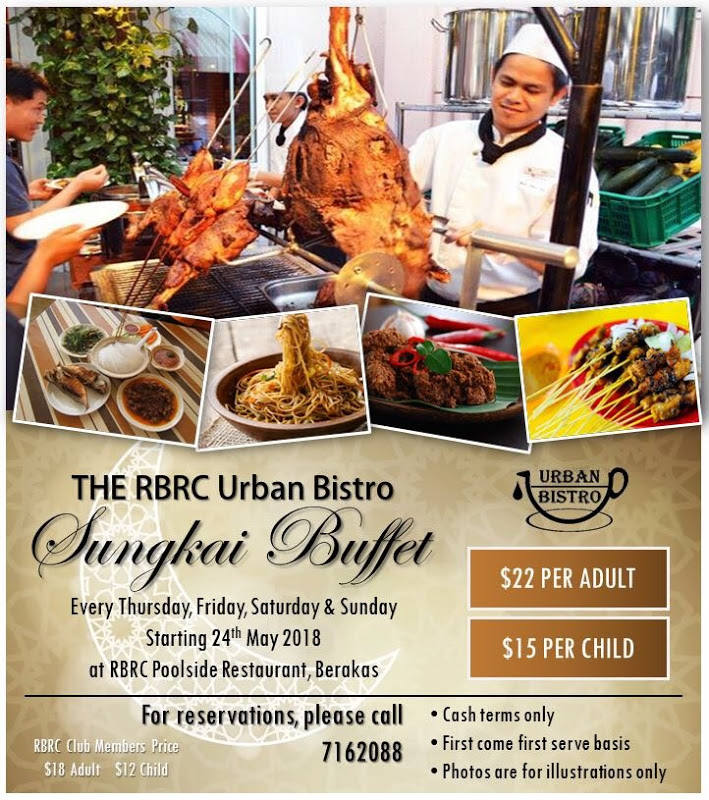 THE RBRC Urban Bistro
Sungkai Buffet
URBAN
BISTRO
Every Thursday, Friday, Saturday & Sunday
Starting 24th May 2018
at RBRC Poolside Restaurant, Berakas
$22 PER ADULT
$15 PER CHILD
For reservations, please call
7162088
RBRC Club Members Price
$18 Adult $12 Child
• Cash terms only
• First come first serve basis
• Photos are for illustrations only